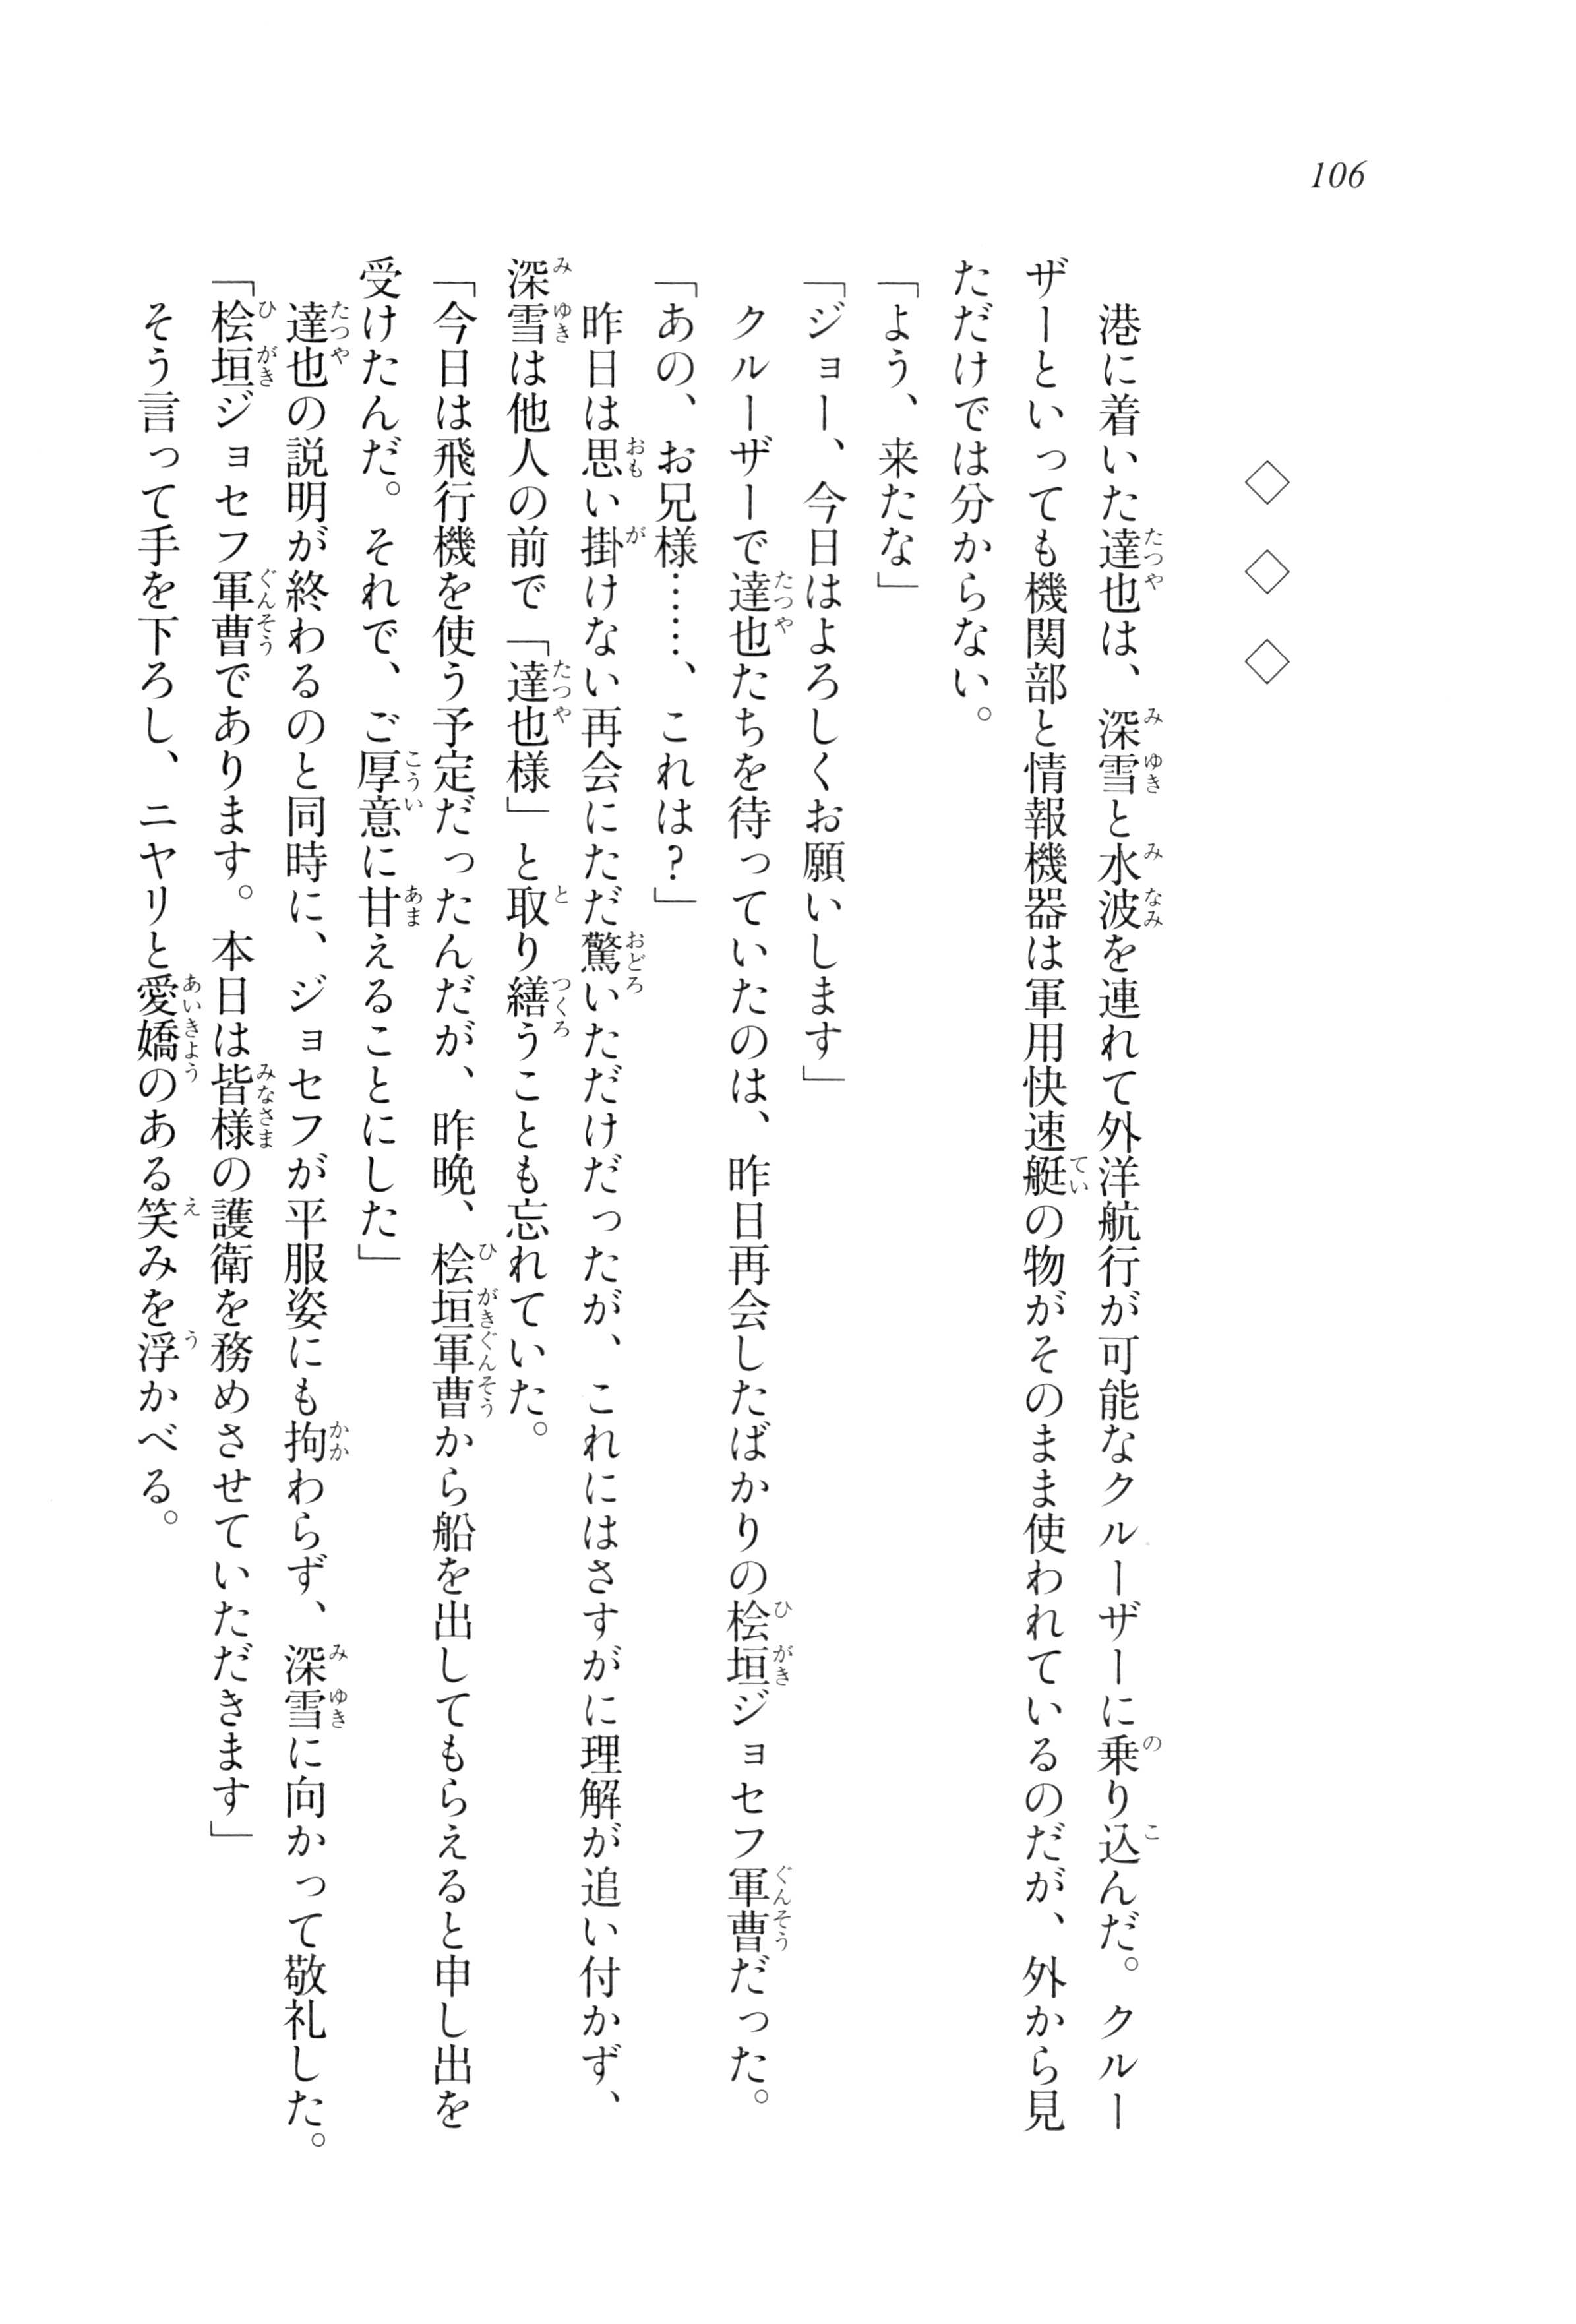 106
◇ ◇ ◇
港に着いた達也は、深雪と水波を連れて外洋航行が可能なクルーザーに乗り込んだ。クルー
ザーといっても機関部と情報機器は軍用快速艇の物がそのまま使われているのだが、外から見
ただけでは分からない。
「よう、来たな」
「ジョー、今日はよろしくお願いします」
クルーザーで達也たちを待っていたのは、昨日再会したばかりの桧垣ジョセフ軍曹だった。
「あの、お兄様……、これは?」
昨日は思い掛けない再会にただ驚いただけだったが、これにはさすがに理解が追い付かず、
深雪は他人の前で「達也様」と取り繕うことも忘れていた。
「今日は飛行機を使う予定だったんだが、昨晩、桧垣軍曹から船を出してもらえると申し出を
受けたんだ。それで、ご厚意に甘えることにした」
達也の説明が終わるのと同時に、ジョセフが平服姿にも拘わらず、深雪に向かって敬礼した。
「桧垣ジョセフ軍曹であります。本日は皆様の護衛を務めさせていただきます」
そう言って手を下ろし、ニヤリと愛嬌のある笑みを浮かべる。